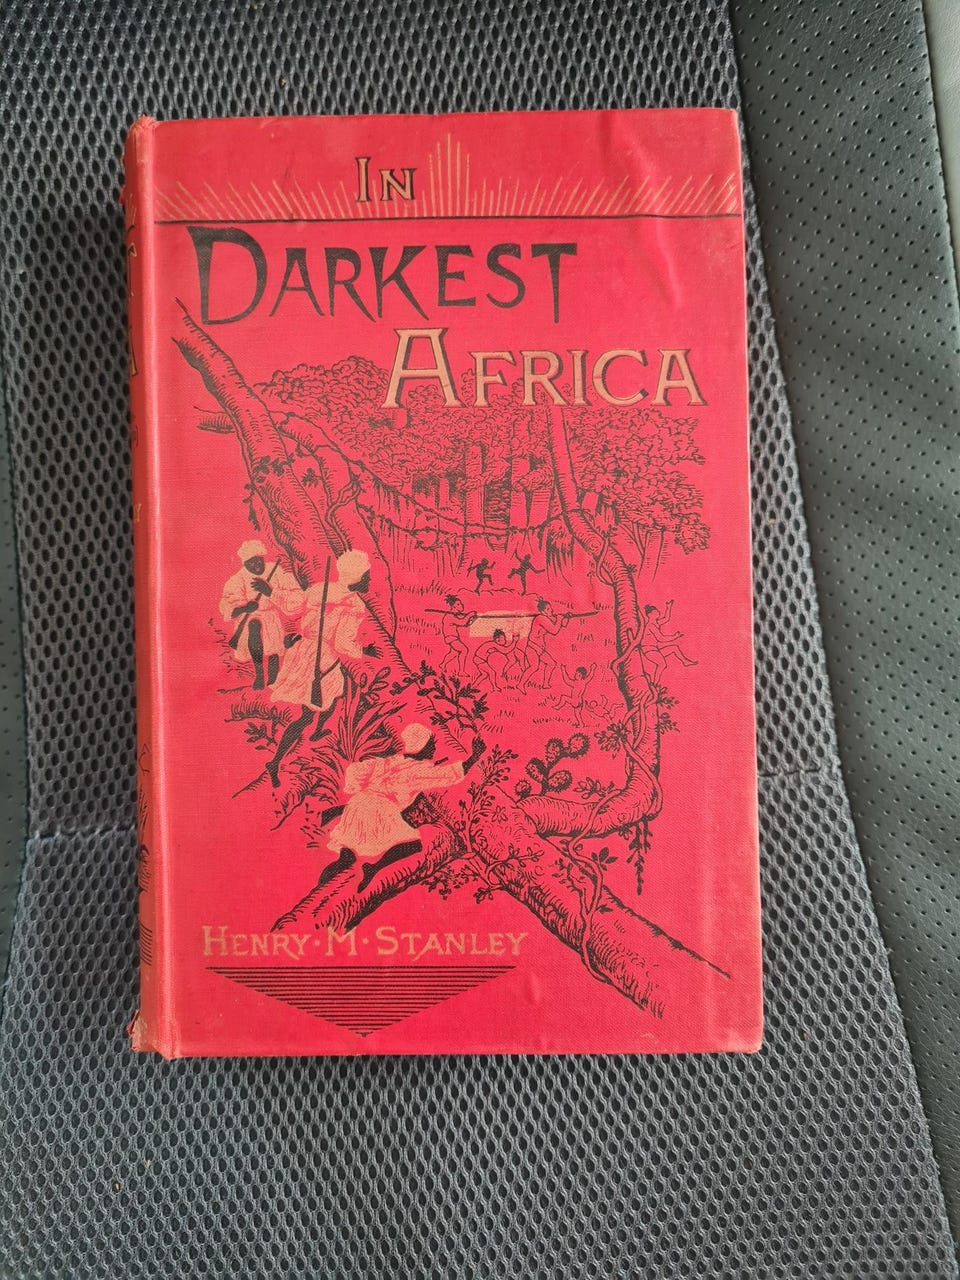 In
Darkest
Africa
Henry·M·Stanley